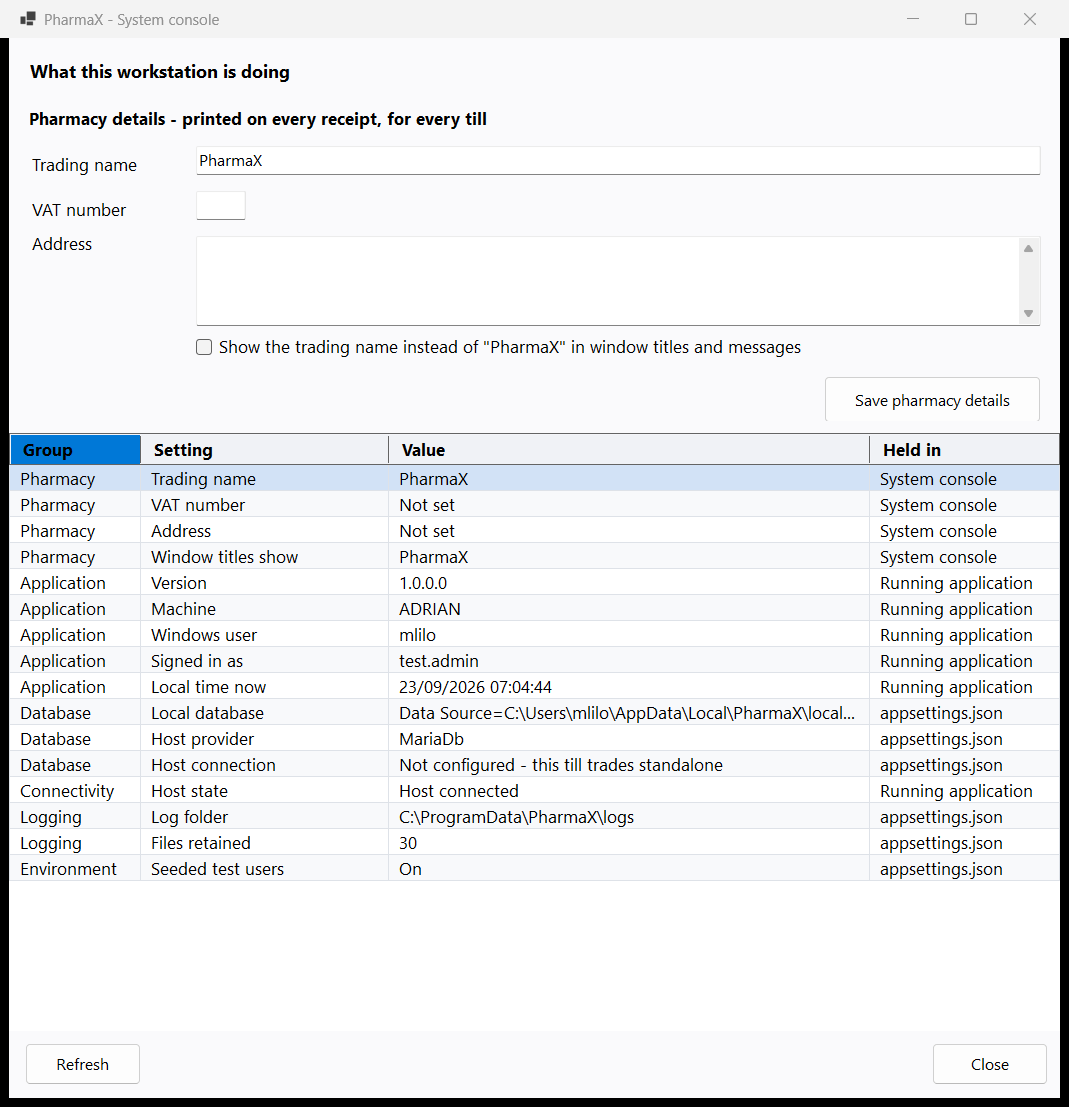 PharmaX - System console
What this workstation is doing
Pharmacy details - printed on every receipt, for every till
Trading name PharmaX
VAT number
Address
Show the trading name instead of "PharmaX" in window titles and messages
Save pharmacy details
Group Setting Value Held in
Pharmacy Trading name PharmaX System console
Pharmacy VAT number Not set System console
Pharmacy Address Not set System console
Pharmacy Window titles show PharmaX System console
Application Version 1.0.0.0 Running application
Application Machine ADRIAN Running application
Application Windows user mlilo Running application
Application Signed in as test.admin Running application
Application Local time now 23/09/2026 07:04:44 Running application
Database Local database Data Source=C:\Users\mlilo\AppData\Local\PharmaX\local... appsettings.json
Database Host provider MariaDb appsettings.json
Database Host connection Not configured - this till trades standalone appsettings.json
Connectivity Host state Host connected Running application
Logging Log folder C:\ProgramData\PharmaX\logs appsettings.json
Logging Files retained 30 appsettings.json
Environment Seeded test users On appsettings.json
Refresh Close